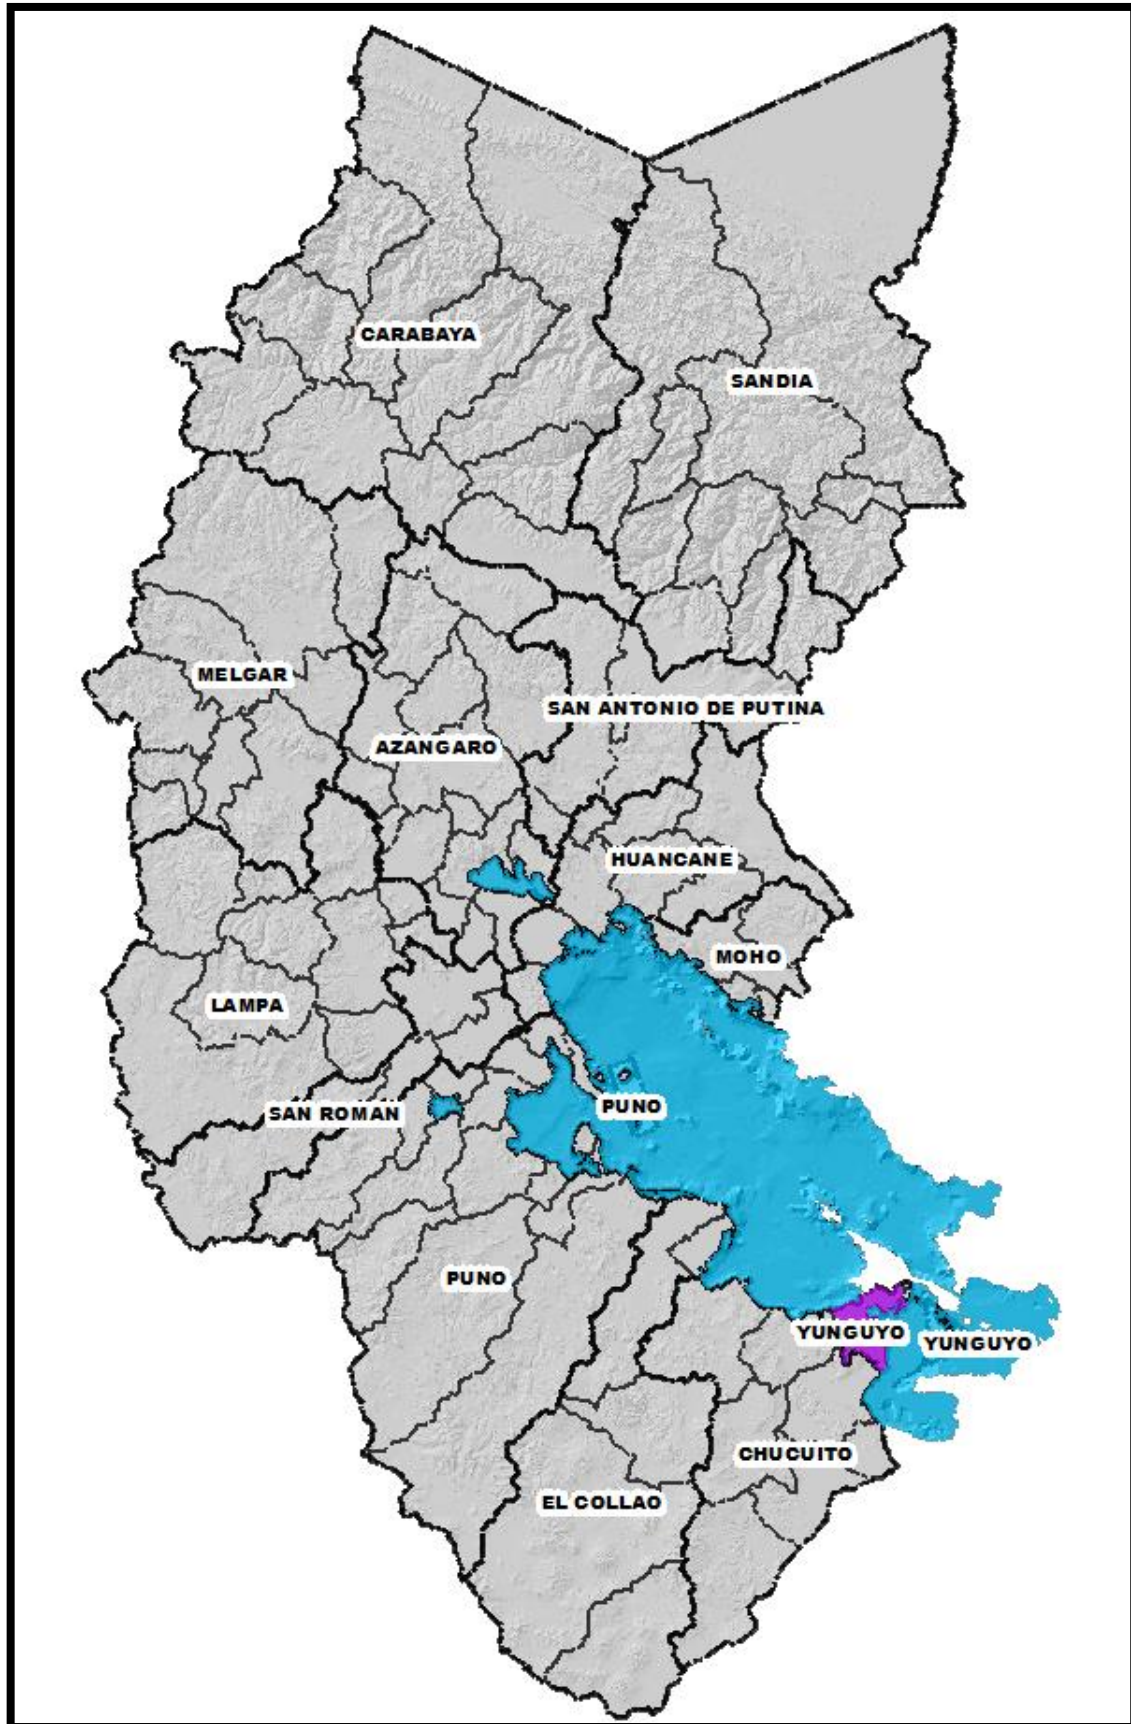 CARABAYA
SANDIA
MELGAR
SAN ANTONIO DE PUTINA
AZANGARO
HUANCANE
MOHO
LAMPA
SAN ROMAN
PUNO
PUNO
YUNGUYO
YUNGUYO
CHUCUITO
EL COLLAO